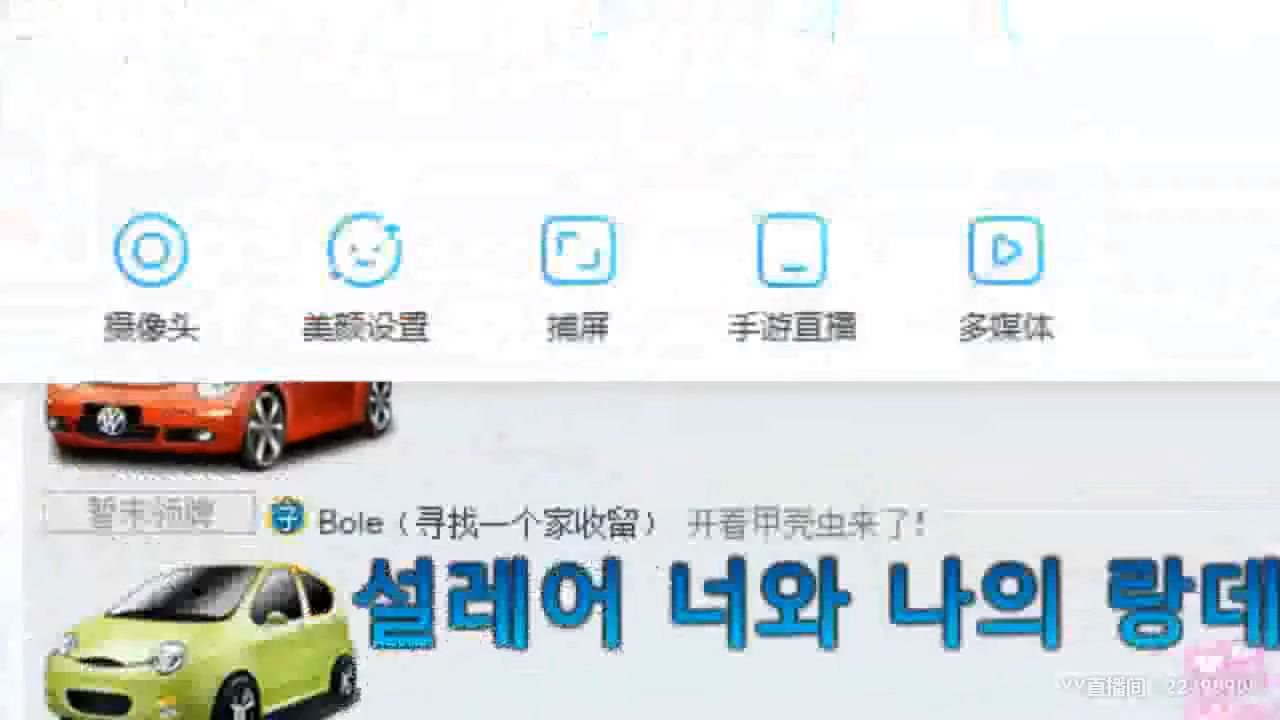 摄像头 美颜设置 捕屏 手游直播 多媒体
暂未领牌 子 Bole（寻找一个家收留） 开着甲壳虫来了！
설레어 너와 나의 랑데
YY直播间